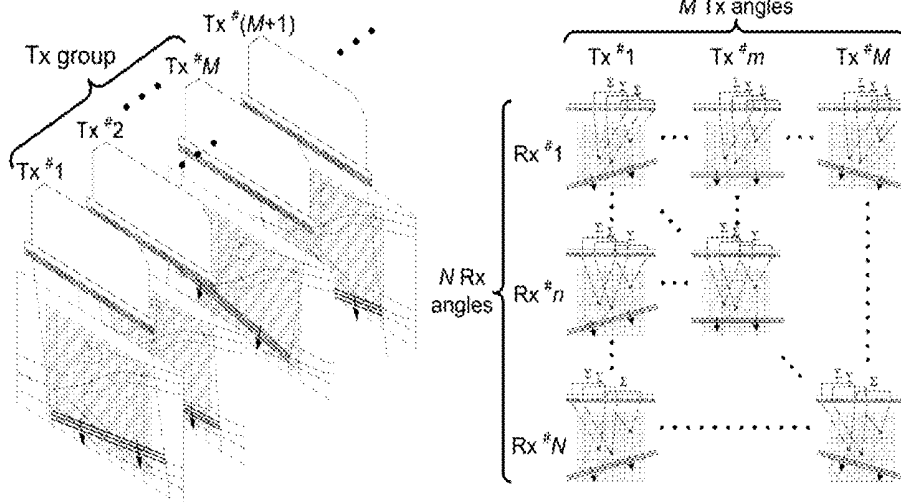 Tx #(M+1)
Tx group
Tx #M
Tx #2
Tx #1
M Tx angles
Tx #1 Tx #m Tx #M
Σ Σ Σ Σ Σ Σ Σ Σ Σ
Rx #1
Σ Σ Σ Σ Σ Σ
N Rx
angles
Rx #n
Σ Σ Σ Σ Σ Σ
Rx #N